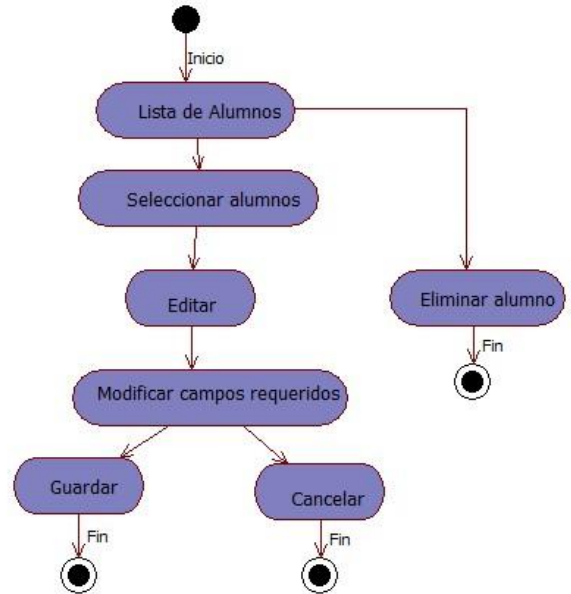 Inicio
Lista de Alumnos
Seleccionar alumnos
Editar
Eliminar alumno
Fin
Modificar campos requeridos
Guardar
Cancelar
Fin
Fin